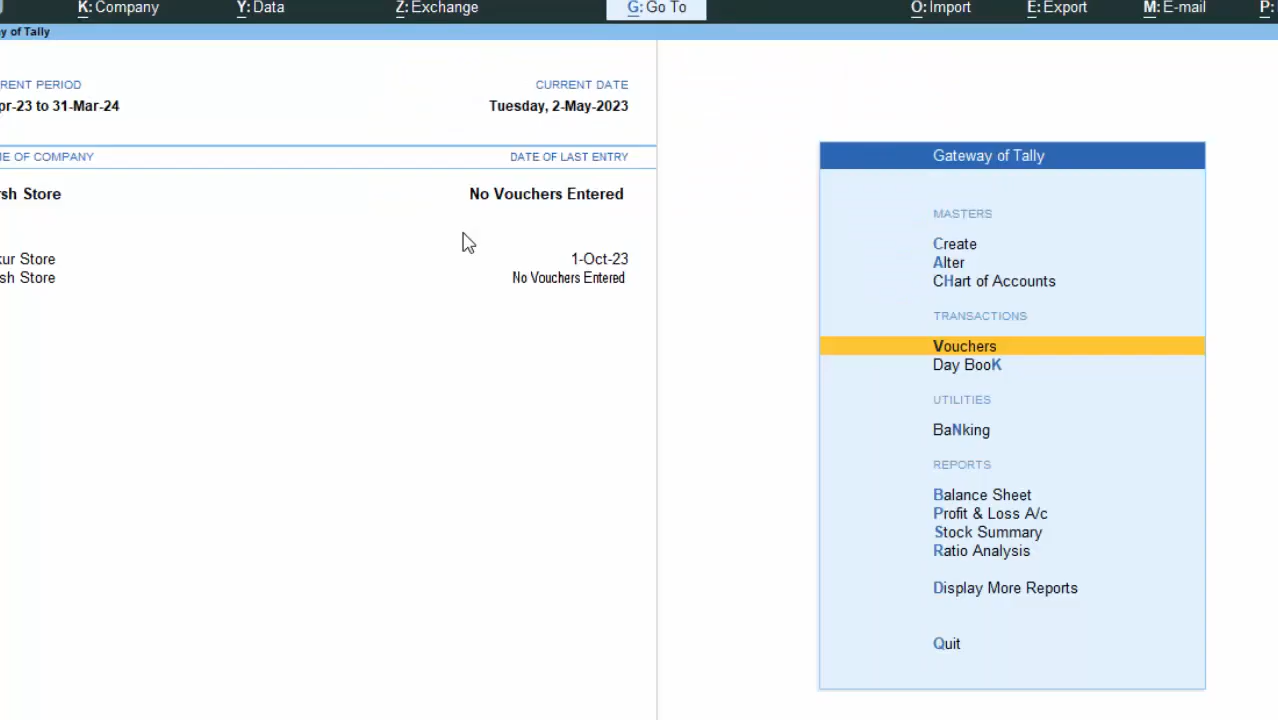 K: Company Y: Data Z: Exchange G: Go To O: Import E: Export M: E-mail P:
y of Tally
RENT PERIOD CURRENT DATE
pr-23 to 31-Mar-24 Tuesday, 2-May-2023
E OF COMPANY DATE OF LAST ENTRY
sh Store No Vouchers Entered
kur Store 1-Oct-23
sh Store No Vouchers Entered
Gateway of Tally
MASTERS
Create
Alter
CHart of Accounts
TRANSACTIONS
Vouchers
Day BooK
UTILITIES
BaNking
REPORTS
Balance Sheet
Profit & Loss A/c
Stock Summary
Ratio Analysis
Display More Reports
Quit